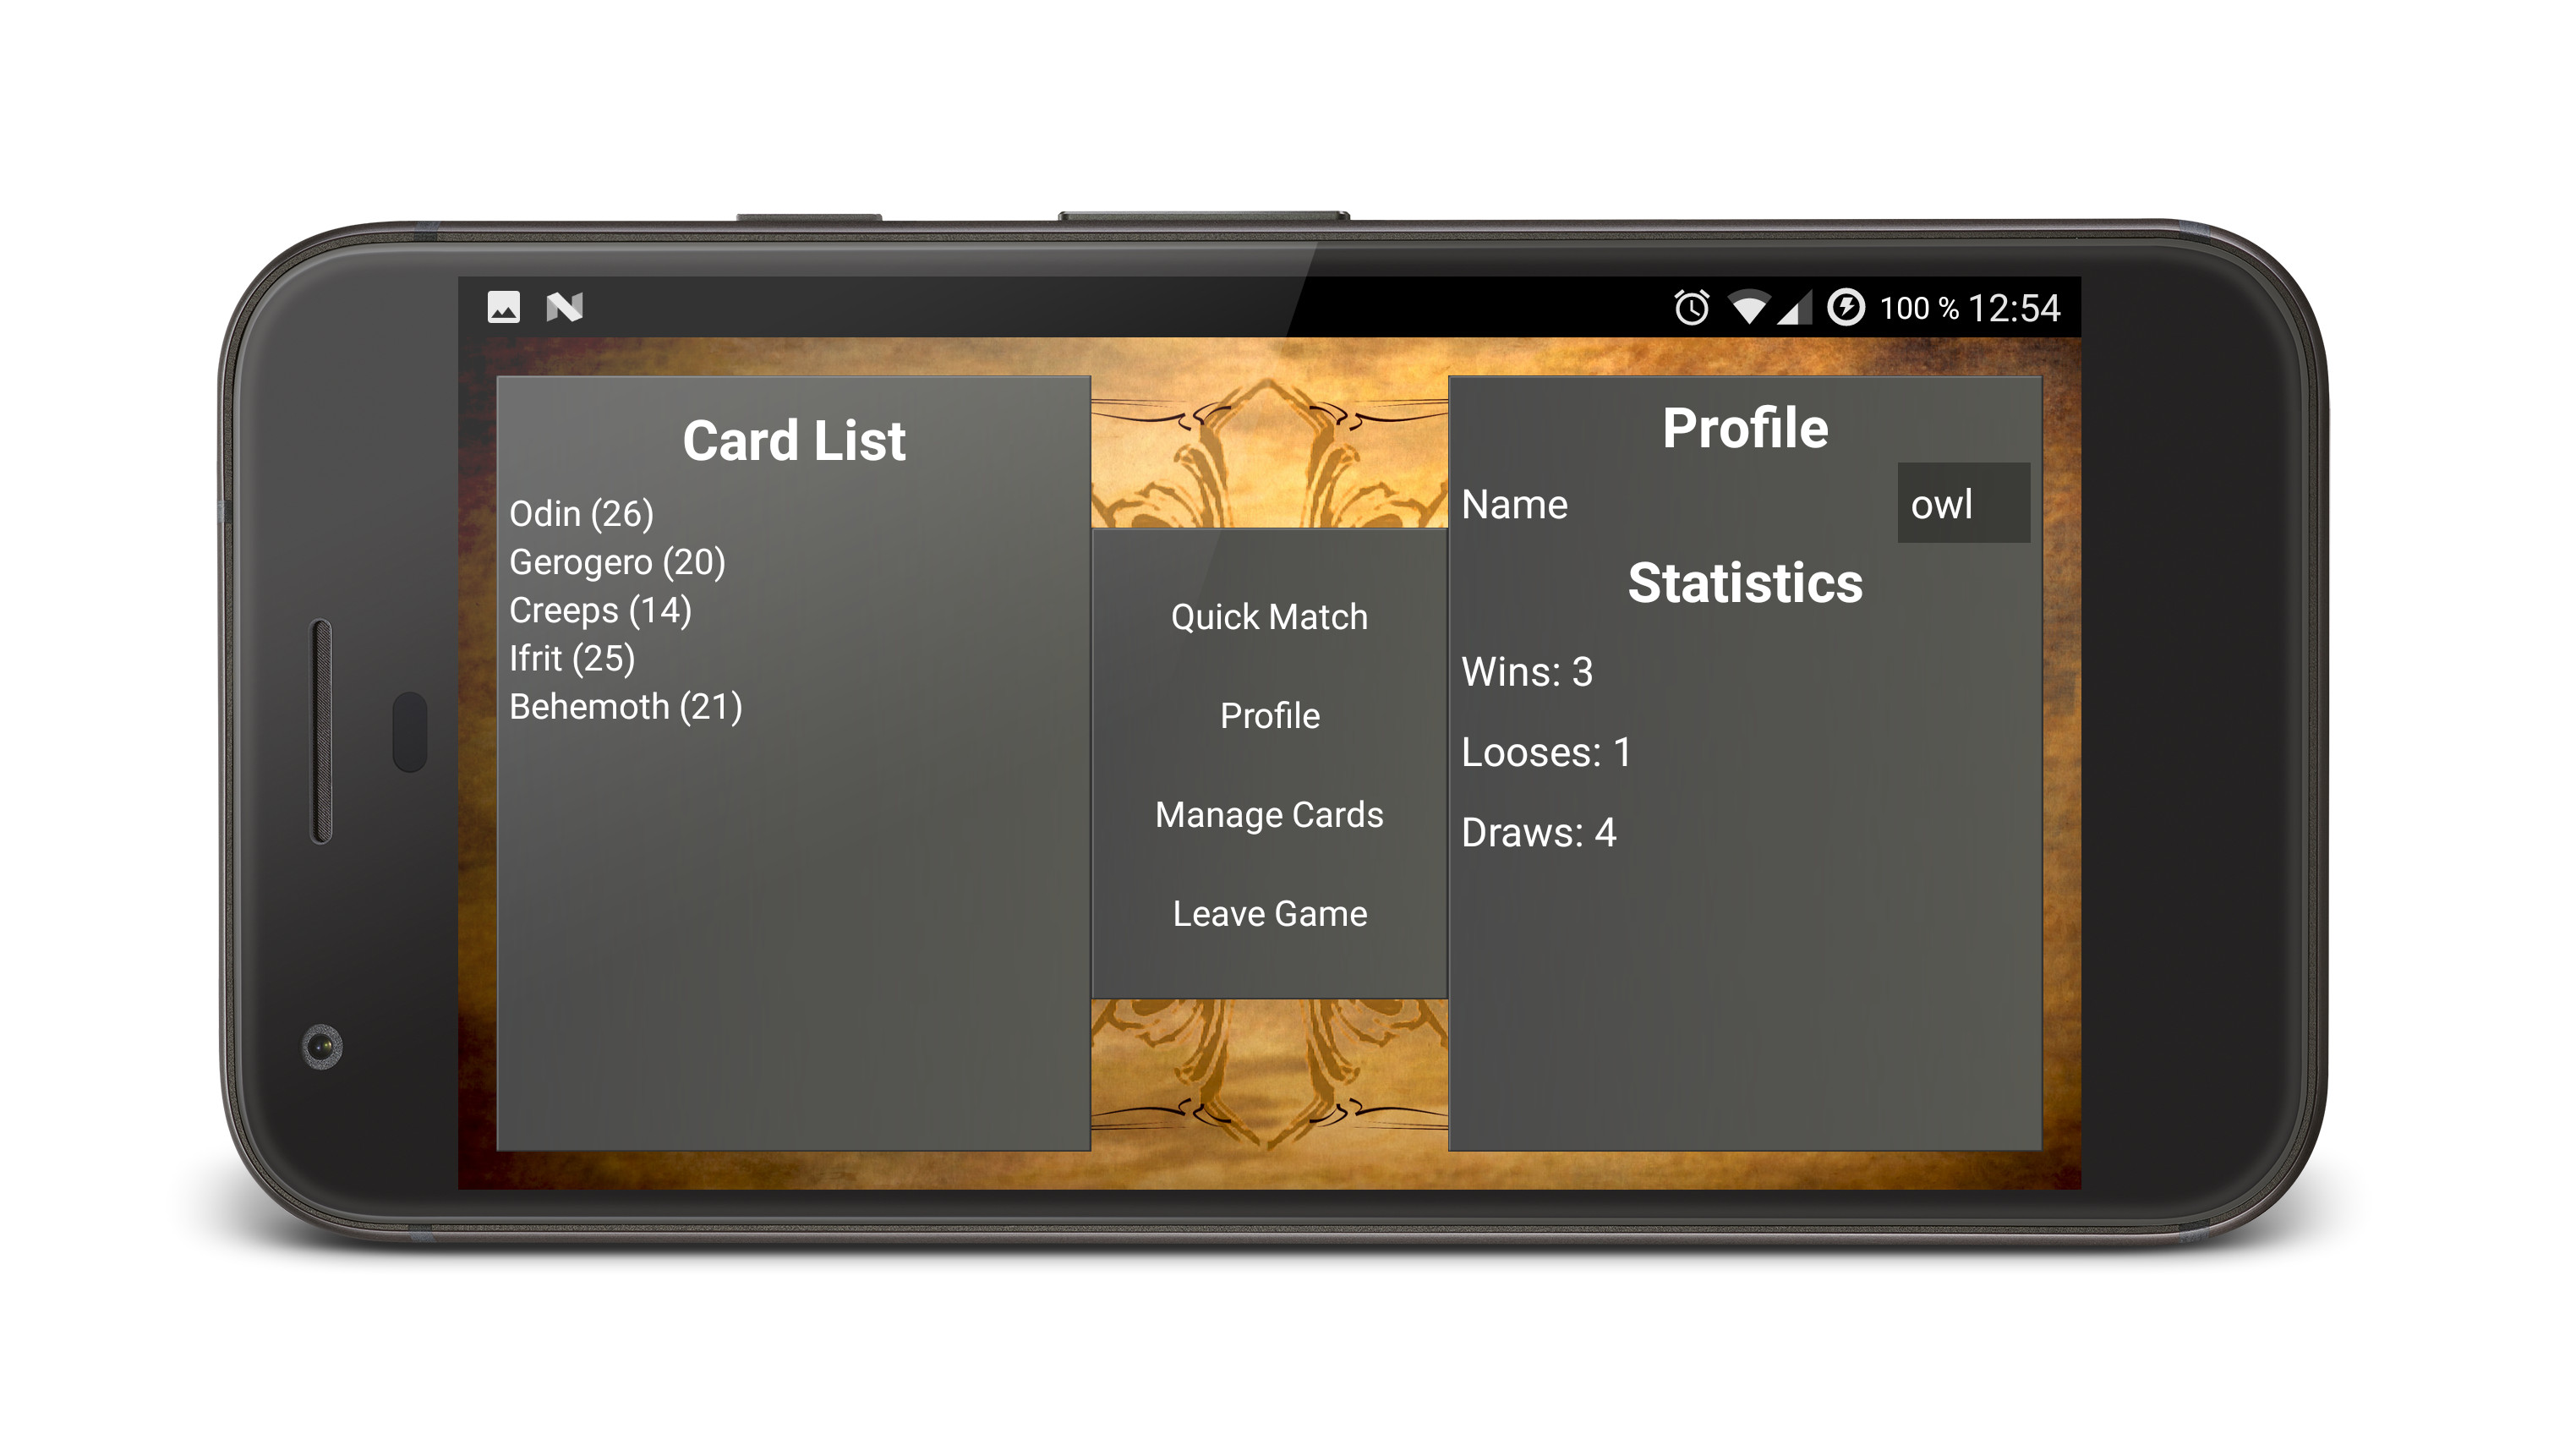 100 % 12:54
Card List
Odin (26)
Gerogero (20)
Creeps (14)
Ifrit (25)
Behemoth (21)
Quick Match
Profile
Manage Cards
Leave Game
Profile
Name
owl
Statistics
Wins: 3
Looses: 1
Draws: 4